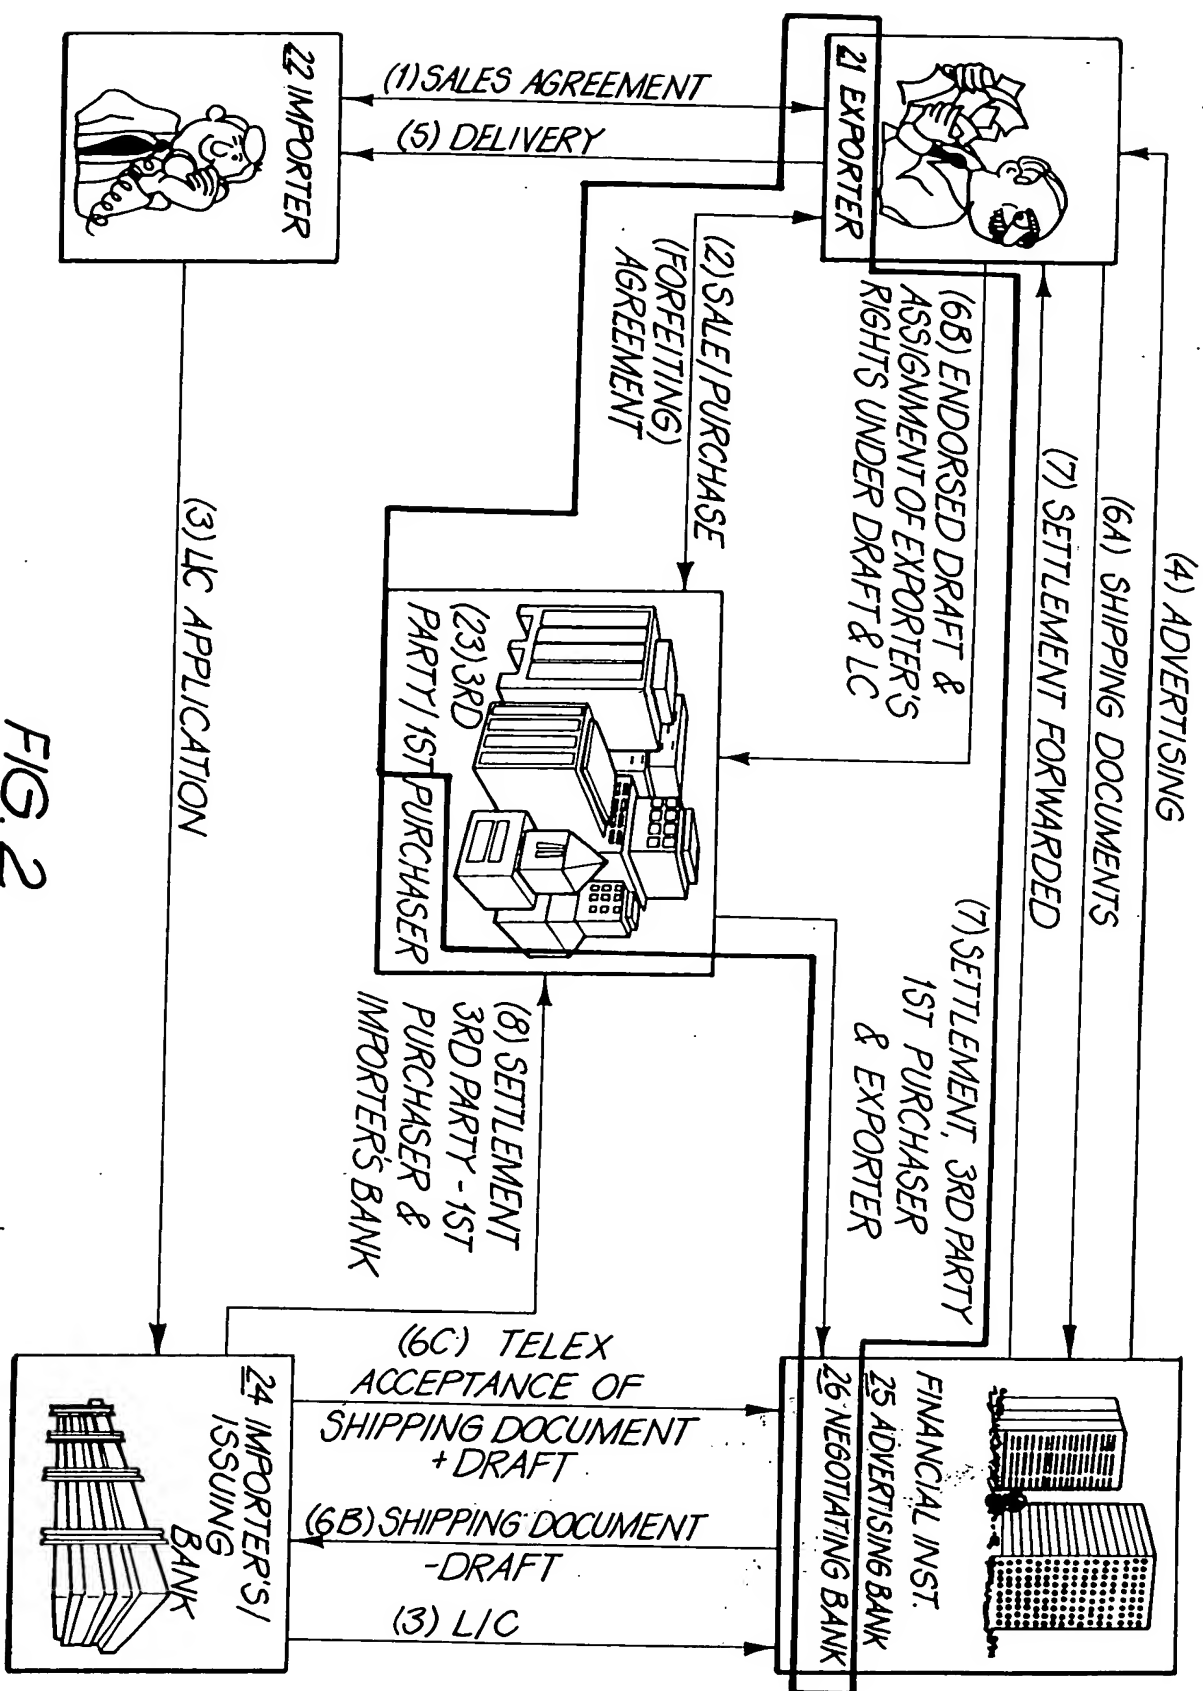 (4) ADVERTISING
(6A) SHIPPING DOCUMENTS
(7) SETTLEMENT FORWARDED
21 EXPORTER
(6B) ENDORSED DRAFT &
ASSIGNMENT OF EXPORTER'S
RIGHTS UNDER DRAFT & LC
(7) SETTLEMENT, 3RD PARTY
1ST PURCHASER
& EXPORTER
FINANCIAL INST.
25 ADVERTISING BANK
26 NEGOTIATING BANK
(1) SALES AGREEMENT
(5) DELIVERY
(2) SALE/PURCHASE
(FORFEITING)
AGREEMENT
(23) 3RD
PARTY/1ST PURCHASER
(8) SETTLEMENT
3RD PARTY-1ST
PURCHASER &
IMPORTER'S BANK
(6C) TELEX
ACCEPTANCE OF
SHIPPING DOCUMENT
+ DRAFT
(6B) SHIPPING DOCUMENT
-DRAFT
(3) L/C
22 IMPORTER
(3) L/C APPLICATION
24 IMPORTER'S/
ISSUING
BANK
FIG. 2